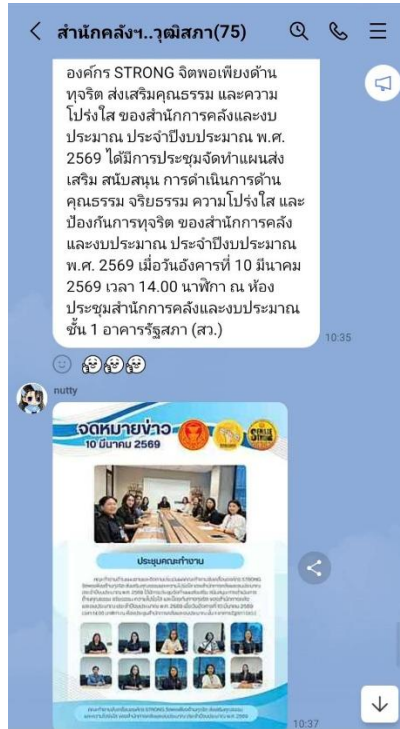 สำนักคลังฯ..วุฒิสภา(75)
องค์กร STRONG จิตพอเพียงต้าน
ทุจริต ส่งเสริมคุณธรรม และความ
โปร่งใส ของสำนักการคลังและงบ
ประมาณ ประจำปีงบประมาณ พ.ศ.
2569 ได้มีการประชุมจัดทำแผนส่ง
เสริม สนับสนุน การดำเนินการด้าน
คุณธรรม จริยธรรม ความโปร่งใส และ
ป้องกันการทุจริต ของสำนักการคลัง
และงบประมาณ ประจำปีงบประมาณ
พ.ศ. 2569 เมื่อวันอังคารที่ 10 มีนาคม
2569 เวลา 14.00 นาฬิกา ณ ห้อง
ประชุมสำนักการคลังและงบประมาณ
ชั้น 1 อาคารรัฐสภา (สว.)
10:35
nutty
จดหมายข่าว
10 มีนาคม 2569
STRONG
ประชุมคณะทำงาน
10:37